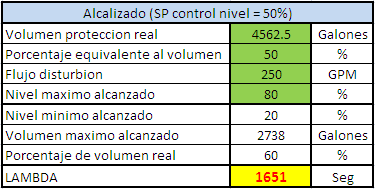 Alcalizado (SP control nivel = 50%)
Volumen proteccion real 4562.5 Galones
Porcentaje equivalente al volumen 50 %
Flujo disturbion 250 GPM
Nivel maximo alcanzado 80 %
Nivel minimo alcanzado 20 %
Volumen maximo alcanzado 2738 Galones
Porcentaje de volumen real 60 %
LAMBDA 1651 Seg